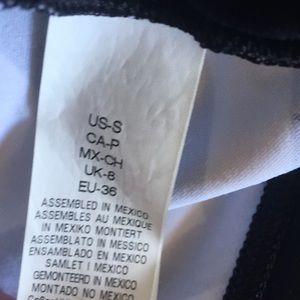 US-S
CA-P
MX-CH
UK-8
EU-36
ASSEMBLED IN MEXICO
ASSEMBLES AU MEXIQUE
IN MEXIKO MONTIERT
ASSEMBLATO IN MESSICO
ENSAMBLADO EN MEXICO
SAMLET I MEXICO
GEMONTEERD IN MEXICO
MONTADO NO MEXICO